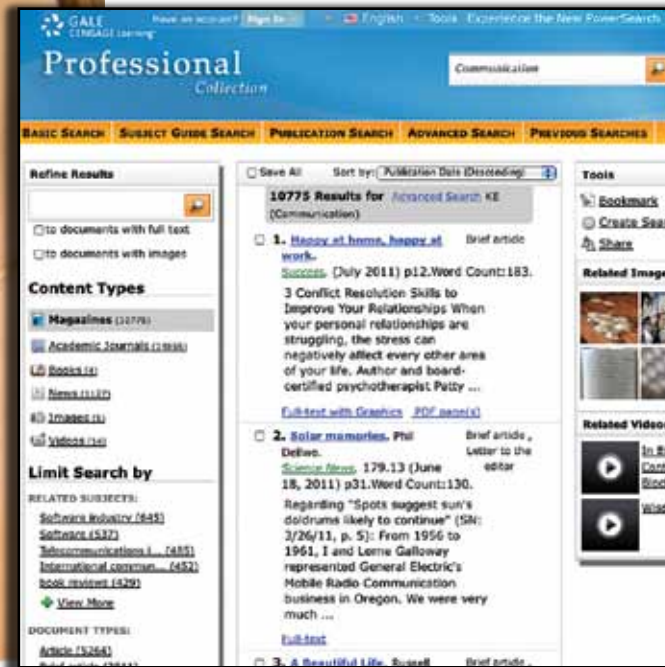 GALE
CENGAGE Learning
Have an account? Sign In
English
Tools
Experience the New PowerSearch
Professional
Collection
Communication
BASIC SEARCH SUBJECT GUIDE SEARCH PUBLICATION SEARCH ADVANCED SEARCH PREVIOUS SEARCHES
Refine Results
to documents with full text
to documents with images
Content Types
Magazines
Academic Journals
Books (4)
News
Images
Videos
Limit Search by
RELATED SUBJECTS:
Software industry (645)
Software (537)
Telecommunications i... (485)
International commun... (452)
book reviews (429)
View More
DOCUMENT TYPES:
Article (5264)
Brief article
Save All Sort by: Publication Date (Descending)
10775 Results for Advanced Search KE
(Communication)
1. Happy at home, happy at Brief article
work.
Success. (July 2011) p12.Word Count:183.
3 Conflict Resolution Skills to
Improve Your Relationships When
your personal relationships are
struggling, the stress can
negatively affect every other area
of your life. Author and board-
certified psychotherapist Patty ...
Full-text with Graphics PDF page(s)
2. Solar memories. Phil Brief article ,
Letter to the
editor
Science News. 179.13 (June
18, 2011) p31.Word Count:130.
Regarding "Spots suggest sun's
doldrums likely to continue" (SN:
3/26/11, p. 5): From 1956 to
1961, I and Lorne Galloway
represented General Electric's
Mobile Radio Communication
business in Oregon. We were very
much ...
Full-text
3. A Beautiful Life. Russell Brief article ,
Tools
Bookmark
Create Sea
Share
Related Image
Related Video